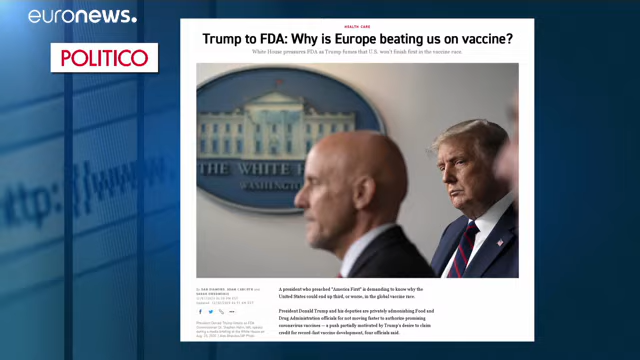 euronews.
POLITICO
HEALTH CARE
Trump to FDA: Why is Europe beating us on vaccine?
White House pressures FDA as Trump fumes that U.S. won't finish first in the vaccine race.
THE WHITE HOUSE
WASHINGTON
http://www
A president who preached "America First" is demanding to know why the
United States could end up third, or worse, in the global vaccine race.
President Donald Trump and his deputies are privately admonishing Food and
Drug Administration officials for not moving faster to authorize promising
coronavirus vaccines — a push partially motivated by Trump's desire to claim
credit for record-fast vaccine development, four officials said.